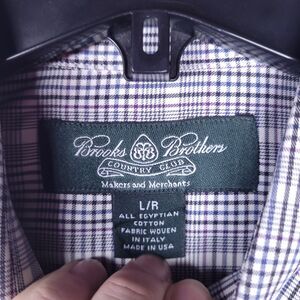 Brooks Brothers
COUNTRY CLUB
Makers and Merchants
L/R
ALL EGYPTIAN
COTTON
FABRIC WOVEN
IN ITALY
MADE IN USA